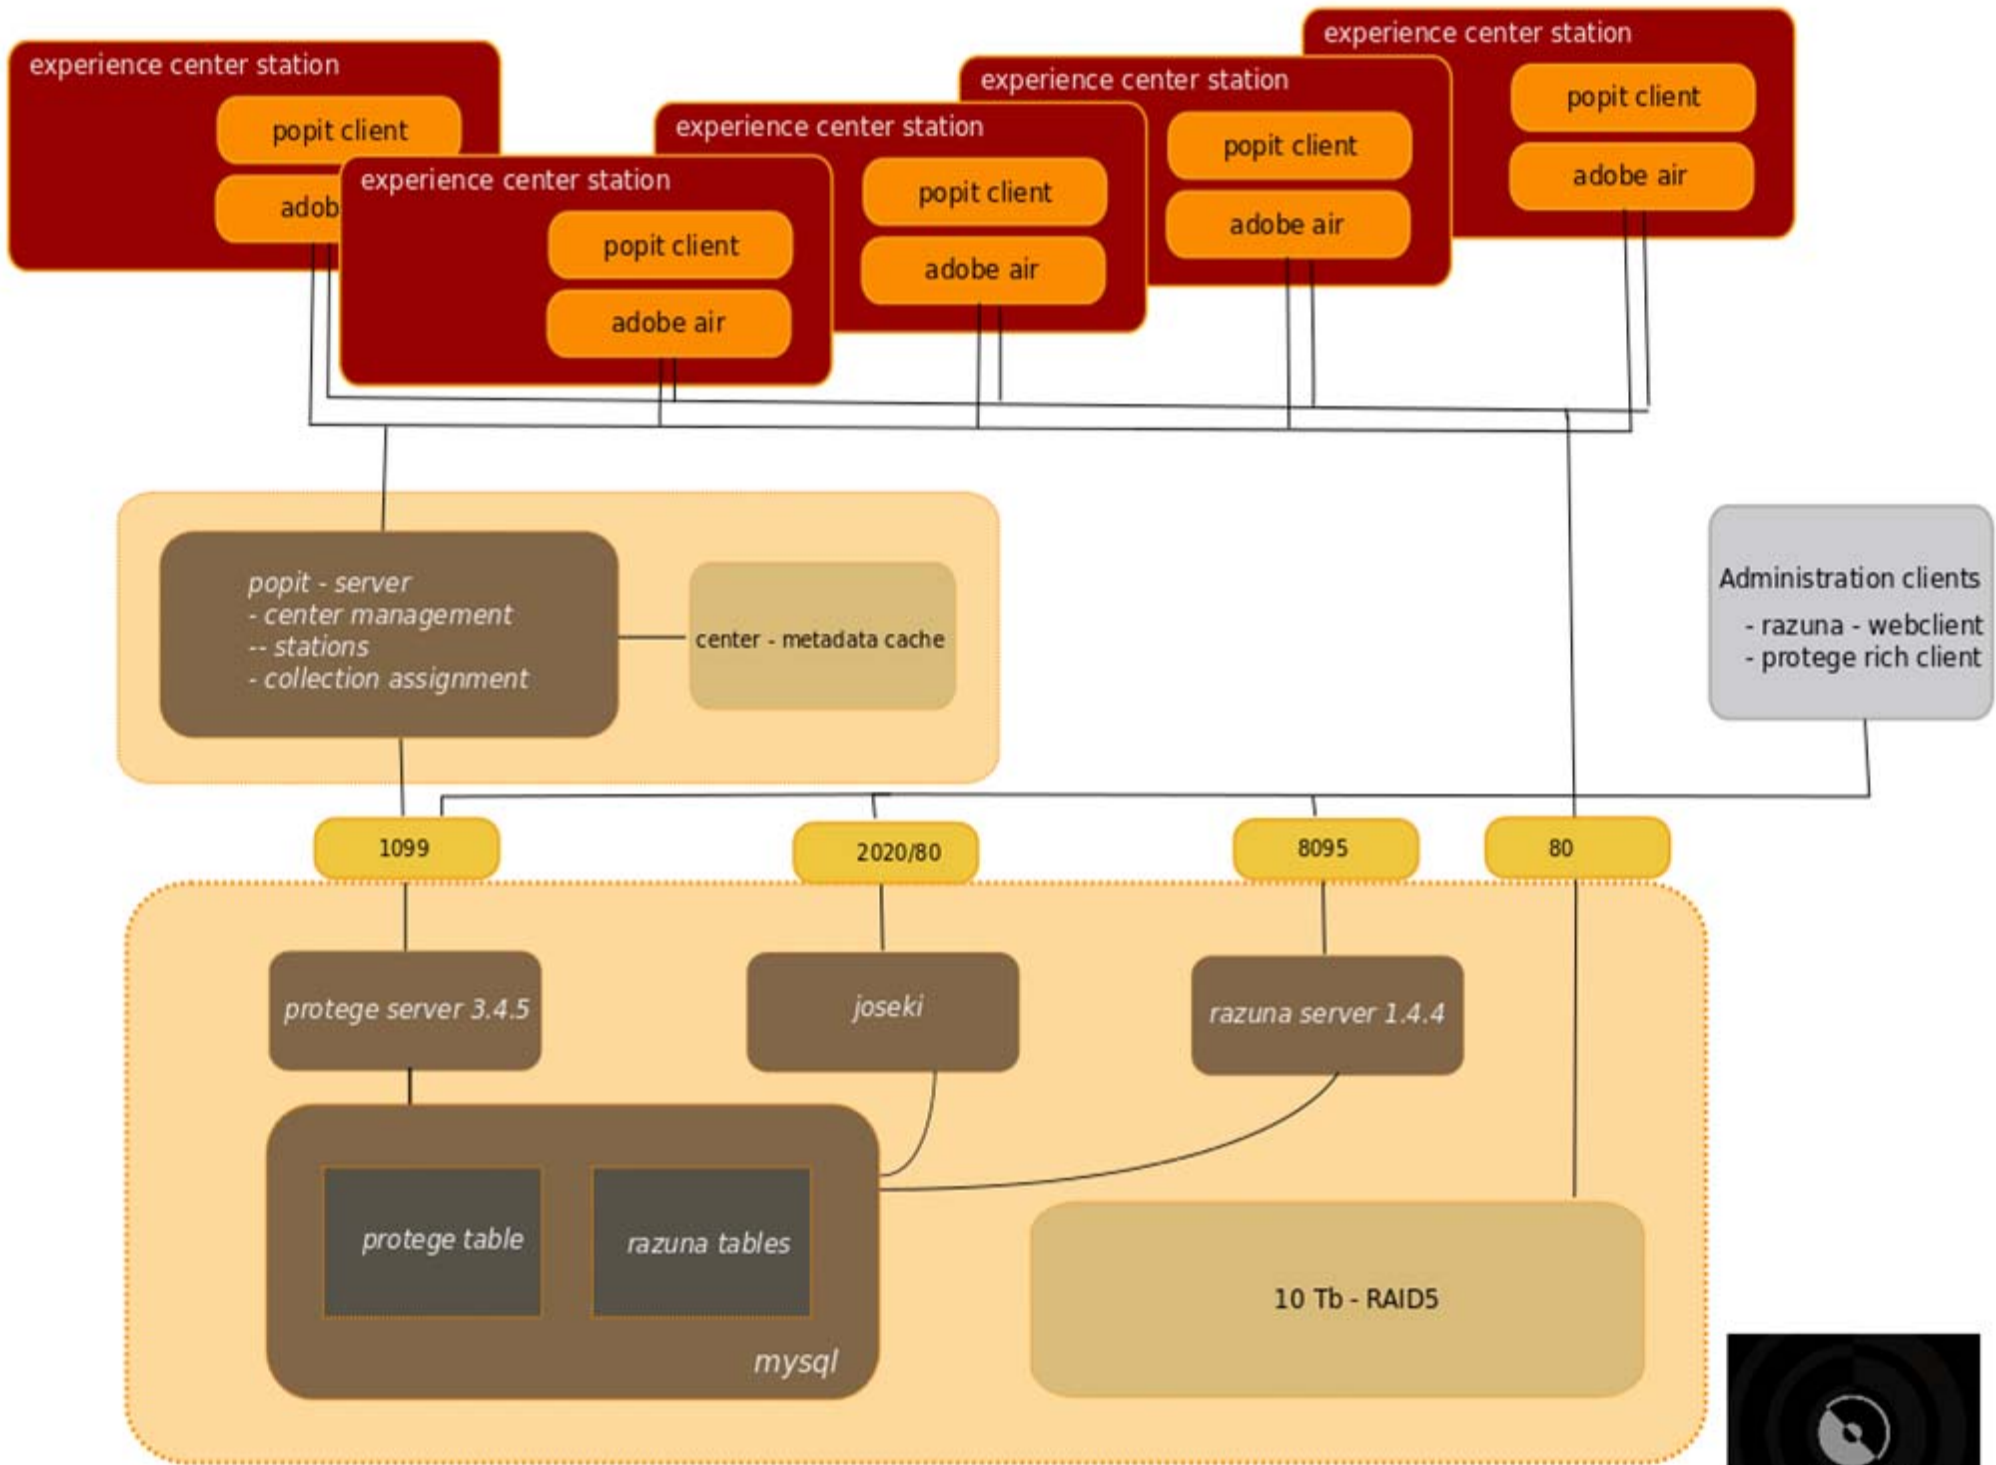 experience center station
popit client
adob
experience center station
popit client
adobe air
experience center station
popit client
adobe air
experience center station
popit client
adobe air
experience center station
popit client
adobe air
popit - server
- center management
-- stations
- collection assignment
center - metadata cache
Administration clients
- razuna - webclient
- protege rich client
1099
2020/80
8095
80
protege server 3.4.5
joseki
razuna server 1.4.4
protege table
razuna tables
mysql
10 Tb - RAID5